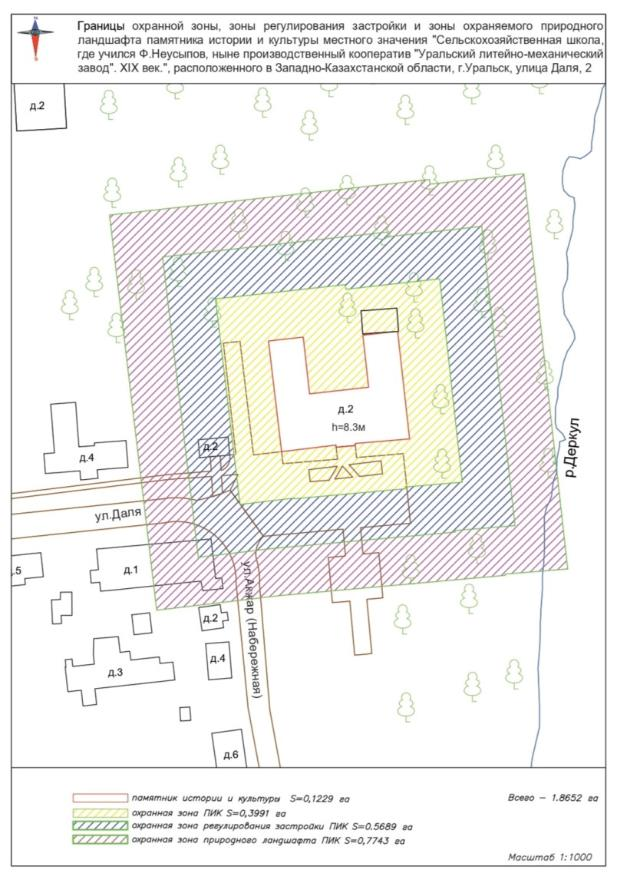 Границы охранной зоны, зоны регулирования застройки и зоны охраняемого природного
ландшафта памятника истории и культуры местного значения "Сельскохозяйственная школа,
где учился Ф.Неусыпов, ныне производственный кооператив "Уральский литейно-механический
завод". XIX век.", расположенного в Западно-Казахстанской области, г.Уральск, улица Даля, 2
д.2
д.2
h=8.3м
д.2
д.4
р.Деркул
ул.Даля
.5
д.1
ул.Акжар (Набережная)
д.2
д.3
д.4
д.6
памятник истории и культуры S=0,1229 га
Всего – 1.8652 га
охранная зона ПИК S=0,3991 га
охранная зона регулирования застройки ПИК S=0.5689 га
охранная зона природного ландшафта ПИК S=0,7743 га
Масштаб 1:1000